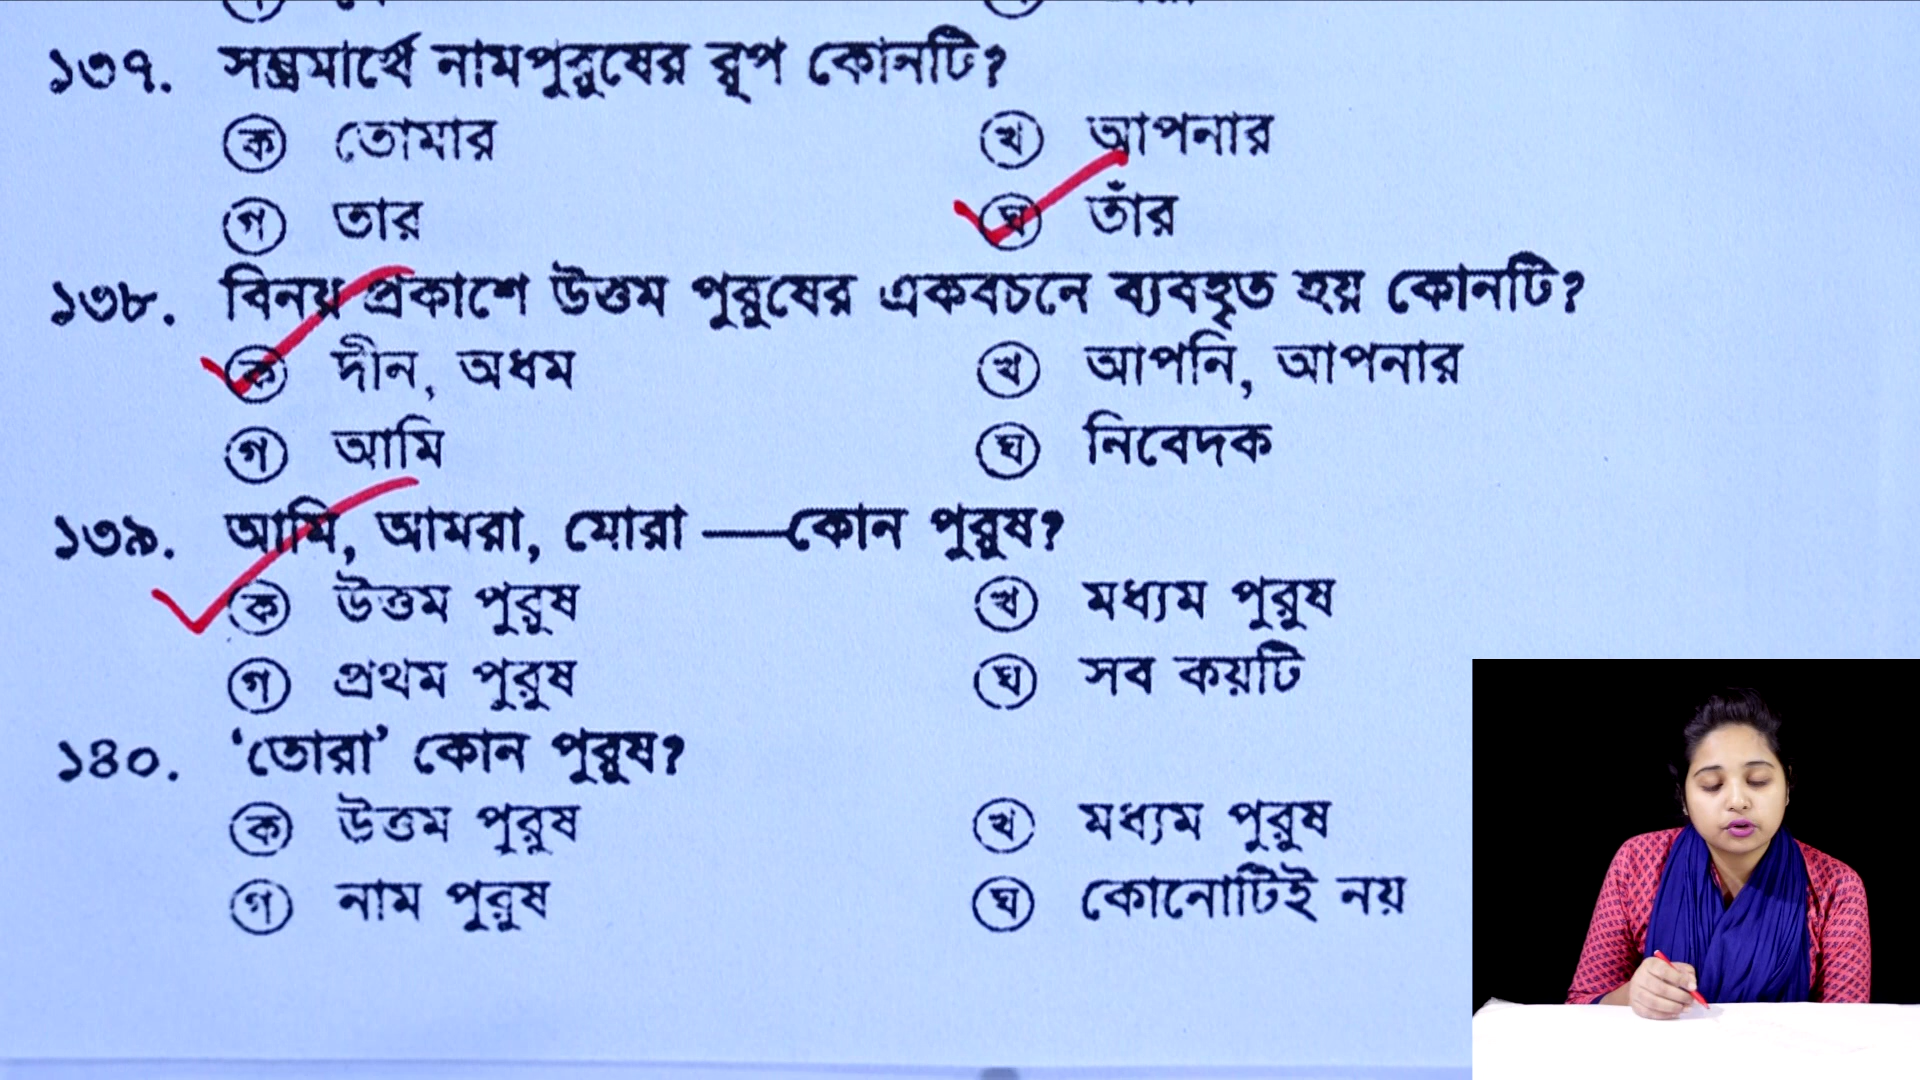 ১৩৭. সম্ভ্রমার্থে নামপুরুষের রূপ কোনটি?
ক তোমার খ আপনার
গ তার ঘ তাঁর
১৩৮. বিনয় প্রকাশে উত্তম পুরুষের একবচনে ব্যবহৃত হয় কোনটি?
ক দীন, অধম খ আপনি, আপনার
গ আমি ঘ নিবেদক
১৩৯. আমি, আমরা, মোরা —কোন পুরুষ?
ক উত্তম পুরুষ খ মধ্যম পুরুষ
গ প্রথম পুরুষ ঘ সব কয়টি
১৪০. ‘তোরা’ কোন পুরুষ?
ক উত্তম পুরুষ খ মধ্যম পুরুষ
গ নাম পুরুষ ঘ কোনোটিই নয়